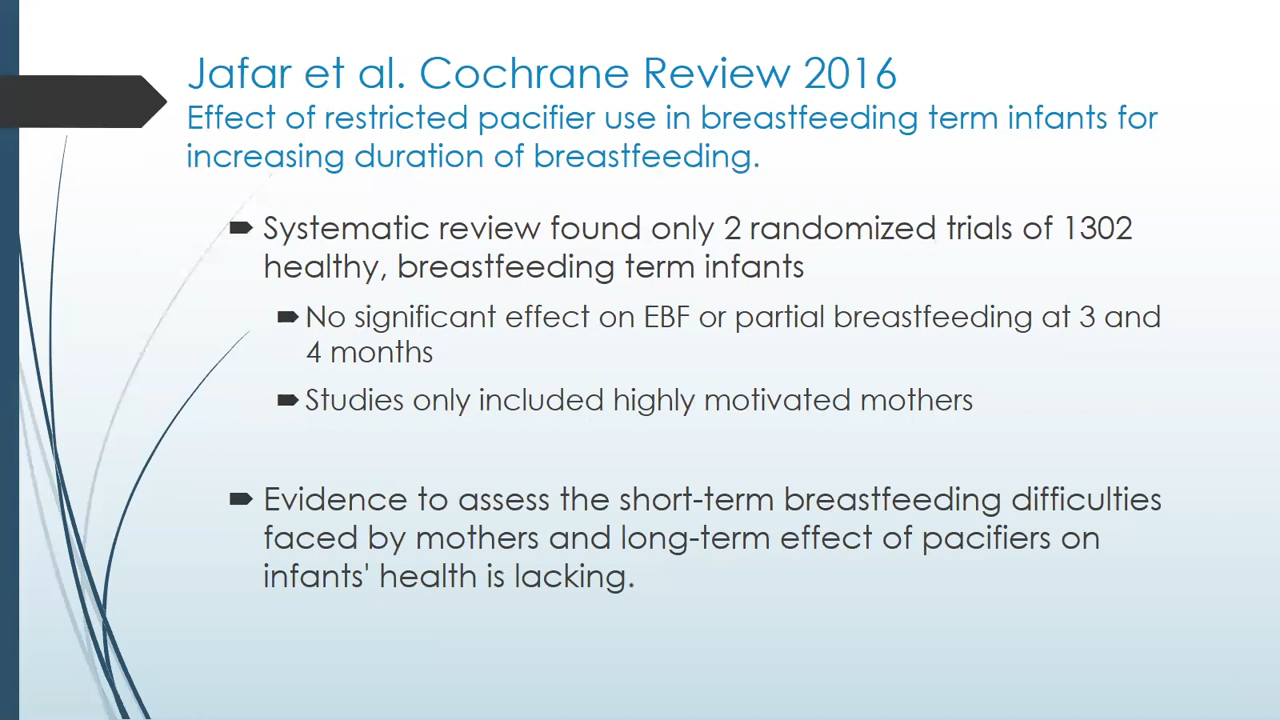 Jafar et al. Cochrane Review 2016
Effect of restricted pacifier use in breastfeeding term infants for
increasing duration of breastfeeding.
Systematic review found only 2 randomized trials of 1302
healthy, breastfeeding term infants
No significant effect on EBF or partial breastfeeding at 3 and
4 months
Studies only included highly motivated mothers
Evidence to assess the short-term breastfeeding difficulties
faced by mothers and long-term effect of pacifiers on
infants' health is lacking.